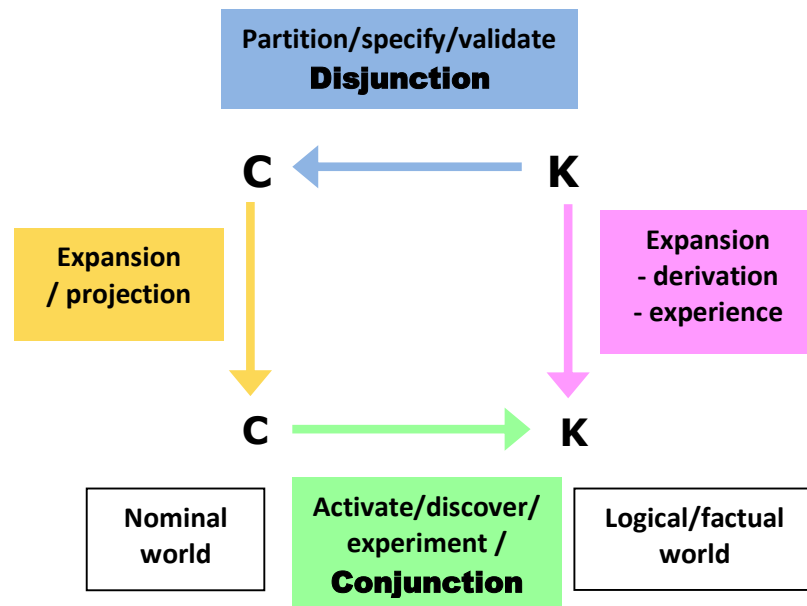 Partition/specify/validate
Disjunction
C
K
Expansion
/ projection
Expansion
- derivation
- experience
C
K
Nominal
world
Activate/discover/
experiment /
Conjunction
Logical/factual
world